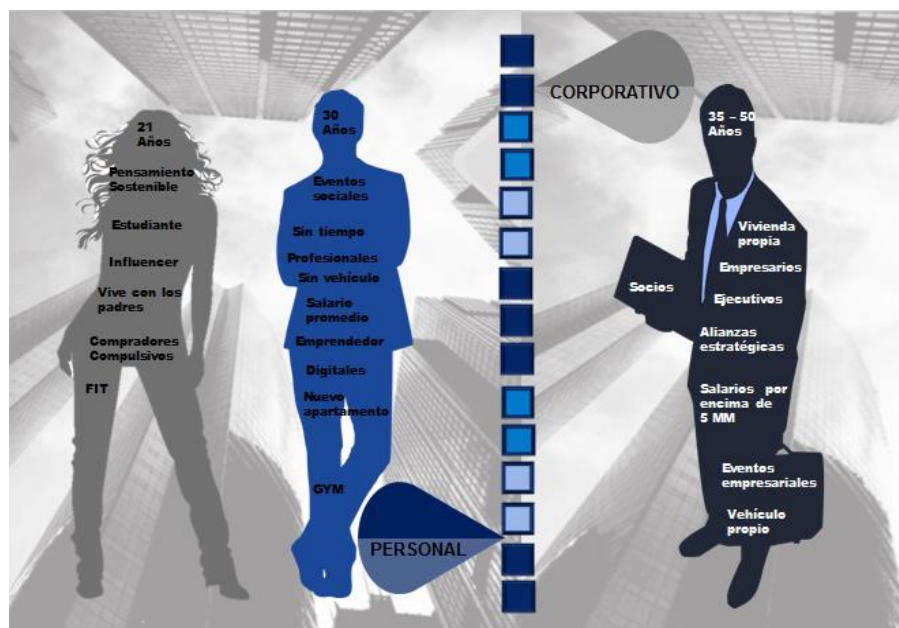 21
Años
Pensamiento
Sostenible
Estudiante
Influencer
Vive con los
padres
Compradores
Compulsivos
FIT
30
Años
Eventos
sociales
Sin tiempo
Profesionales
Sin vehículo
Salario
promedio
Emprendedor
Digitales
Nuevo
apartamento
GYM
PERSONAL
CORPORATIVO
35 – 50
Años
Vivienda
propia
Empresarios
Socios
Ejecutivos
Alianzas
estratégicas
Salarios por
encima de
5 MM
Eventos
empresariales
Vehículo
propio